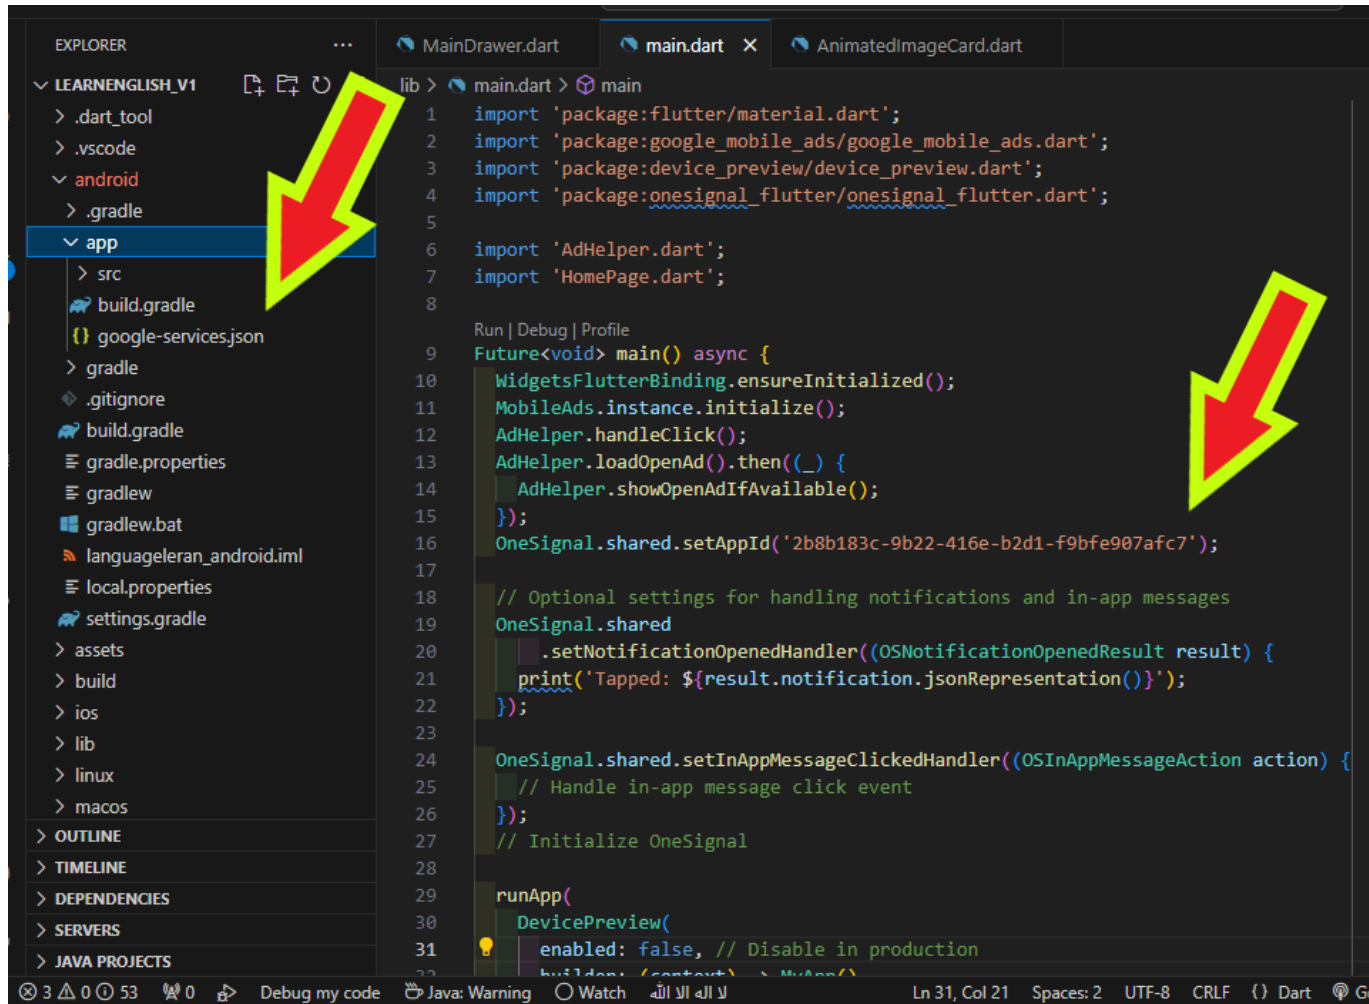 EXPLORER
LEARNENGLISH_V1
.dart_tool
.vscode
android
.gradle
app
src
build.gradle
google-services.json
gradle
.gitignore
build.gradle
gradle.properties
gradlew
gradlew.bat
languageleran_android.iml
local.properties
settings.gradle
assets
build
ios
lib
linux
macos
OUTLINE
TIMELINE
DEPENDENCIES
SERVERS
JAVA PROJECTS
MainDrawer.dart main.dart AnimatedImageCard.dart
lib > main.dart > main
1 import 'package:flutter/material.dart';
2 import 'package:google_mobile_ads/google_mobile_ads.dart';
3 import 'package:device_preview/device_preview.dart';
4 import 'package:onesignal_flutter/onesignal_flutter.dart';
5
6 import 'AdHelper.dart';
7 import 'HomePage.dart';
8
Run | Debug | Profile
9 Future<void> main() async {
10 WidgetsFlutterBinding.ensureInitialized();
11 MobileAds.instance.initialize();
12 AdHelper.handleClick();
13 AdHelper.loadOpenAd().then((_) {
14 AdHelper.showOpenAdIfAvailable();
15 });
16 OneSignal.shared.setAppId('2b8b183c-9b22-416e-b2d1-f9bfe907afc7');
17
18 // Optional settings for handling notifications and in-app messages
19 OneSignal.shared
20 .setNotificationOpenedHandler((OSNotificationOpenedResult result) {
21 print('Tapped: ${result.notification.jsonRepresentation()}');
22 });
23
24 OneSignal.shared.setInAppMessageClickedHandler((OSInAppMessageAction action) {
25 // Handle in-app message click event
26 });
27 // Initialize OneSignal
28
29 runApp(
30 DevicePreview(
31 enabled: false, // Disable in production
32 builder: (context) => MyApp()
3 0 53 0 Debug my code Java: Warning Watch لا اله الا الله Ln 31, Col 21 Spaces: 2 UTF-8 CRLF {} Dart